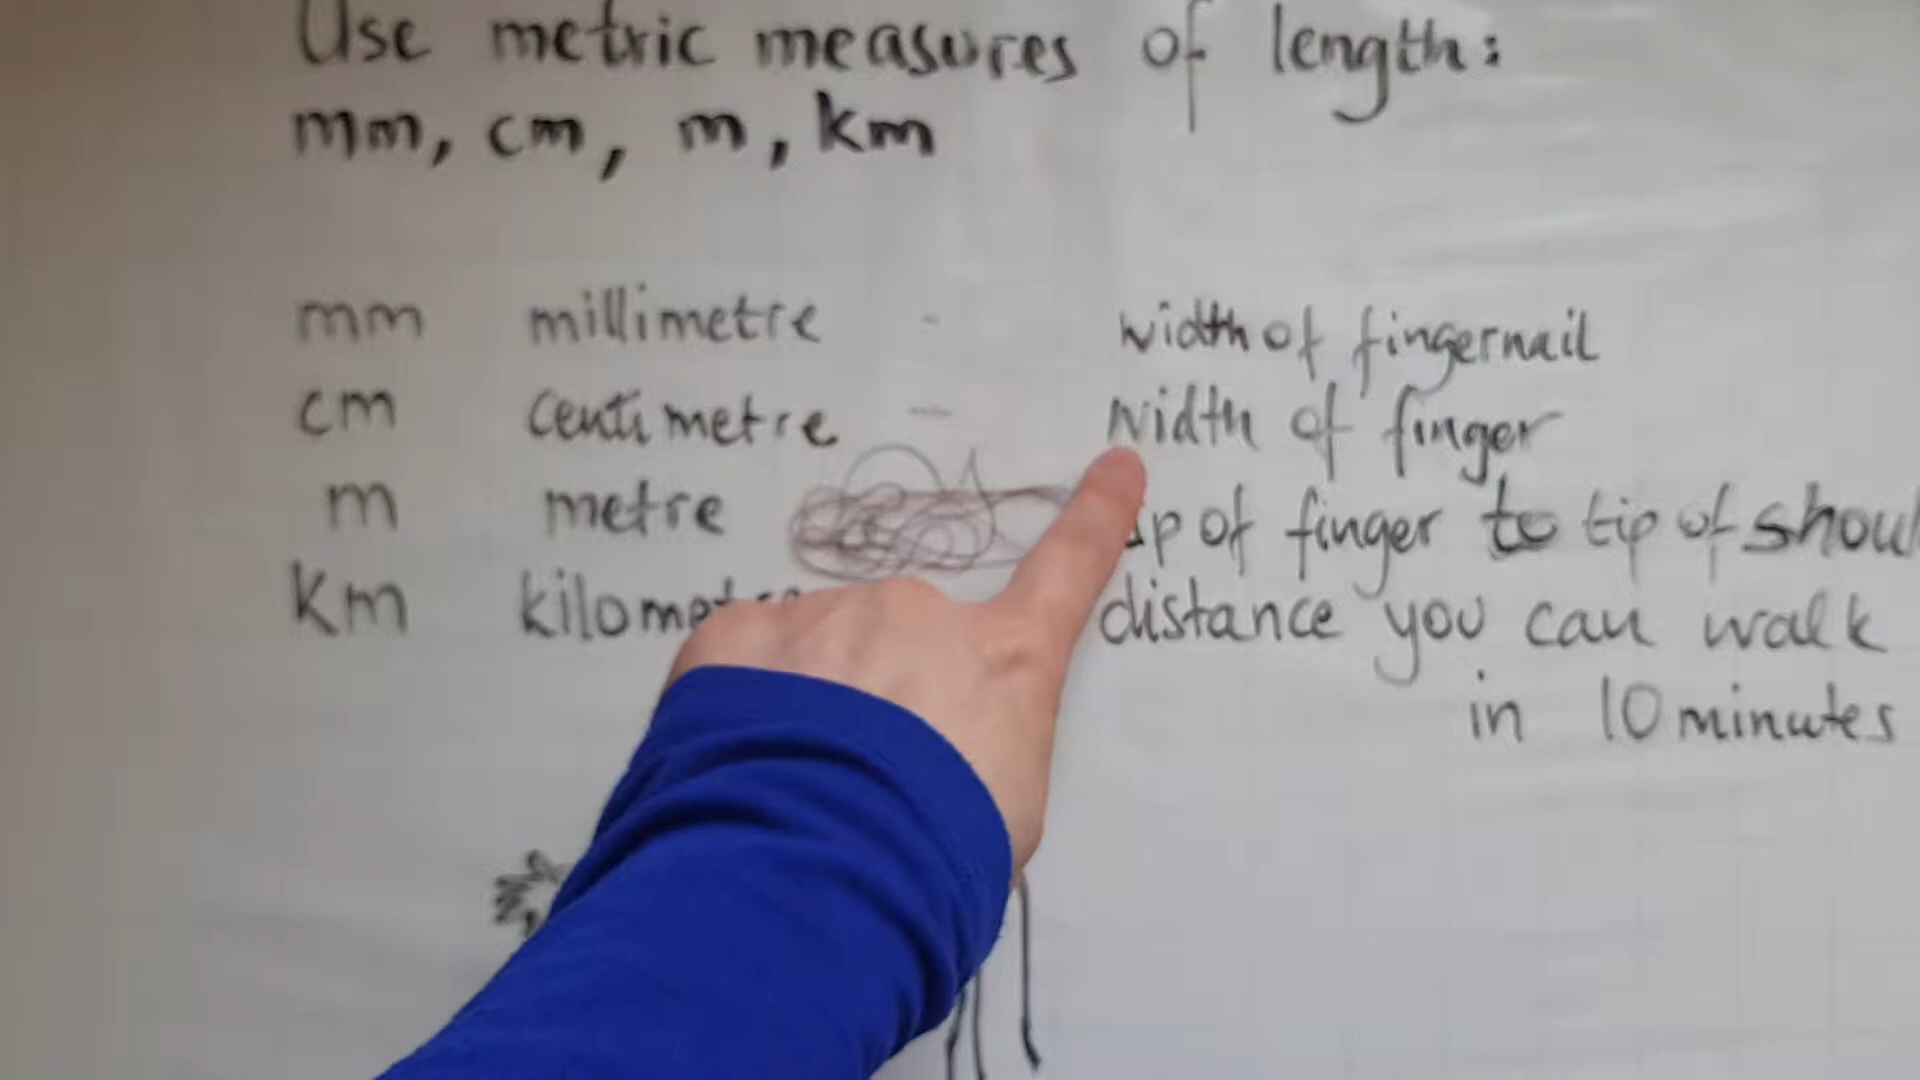 Use metric measures of length:
mm, cm, m, km
mm millimetre - width of fingernail
cm centimetre - width of finger
m metre of finger to tip of
km distance you can walk
in 10 minutes